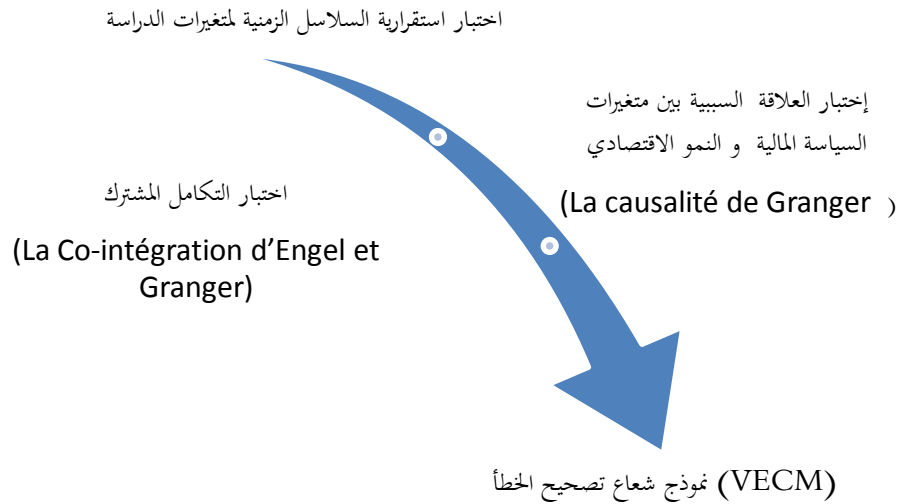 اختبار استقرارية السلاسل الزمنية لمتغيرات الدراسة
إختبار العلاقة السببية بين متغيرات
السياسة المالية و النمو الاقتصادي
(La causalité de Granger )
اختبار التكامل المشترك
(La Co-intégration d’Engel et
Granger)
(VECM) نموذج شعاع تصحيح الخطأ